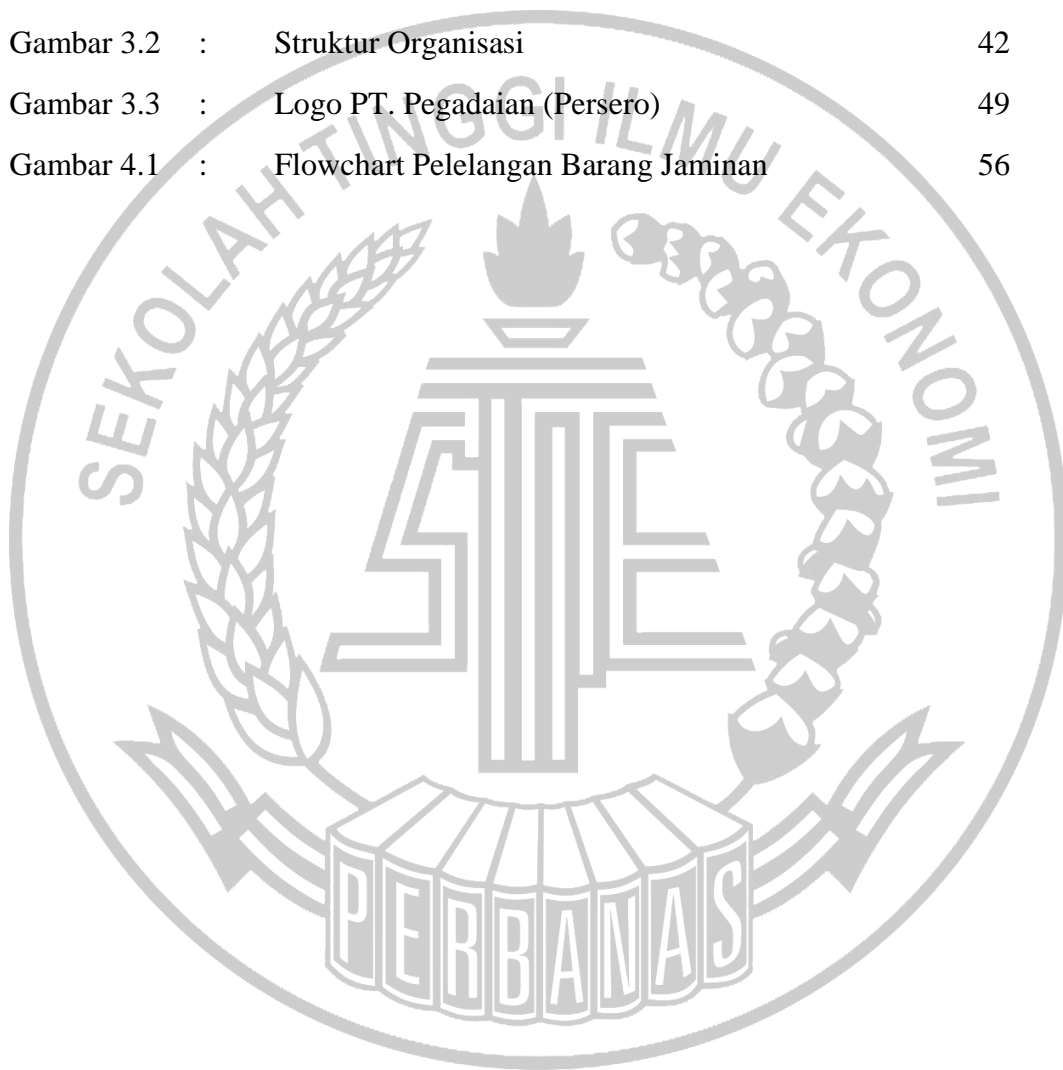 Gambar 3.2 : Struktur Organisasi 42
Gambar 3.3 : Logo PT. Pegadaian (Persero) 49
Gambar 4.1 : Flowchart Pelelangan Barang Jaminan 56
SEKOLAH TINGGI ILMU EKONOMI
STIE
PERBANAS